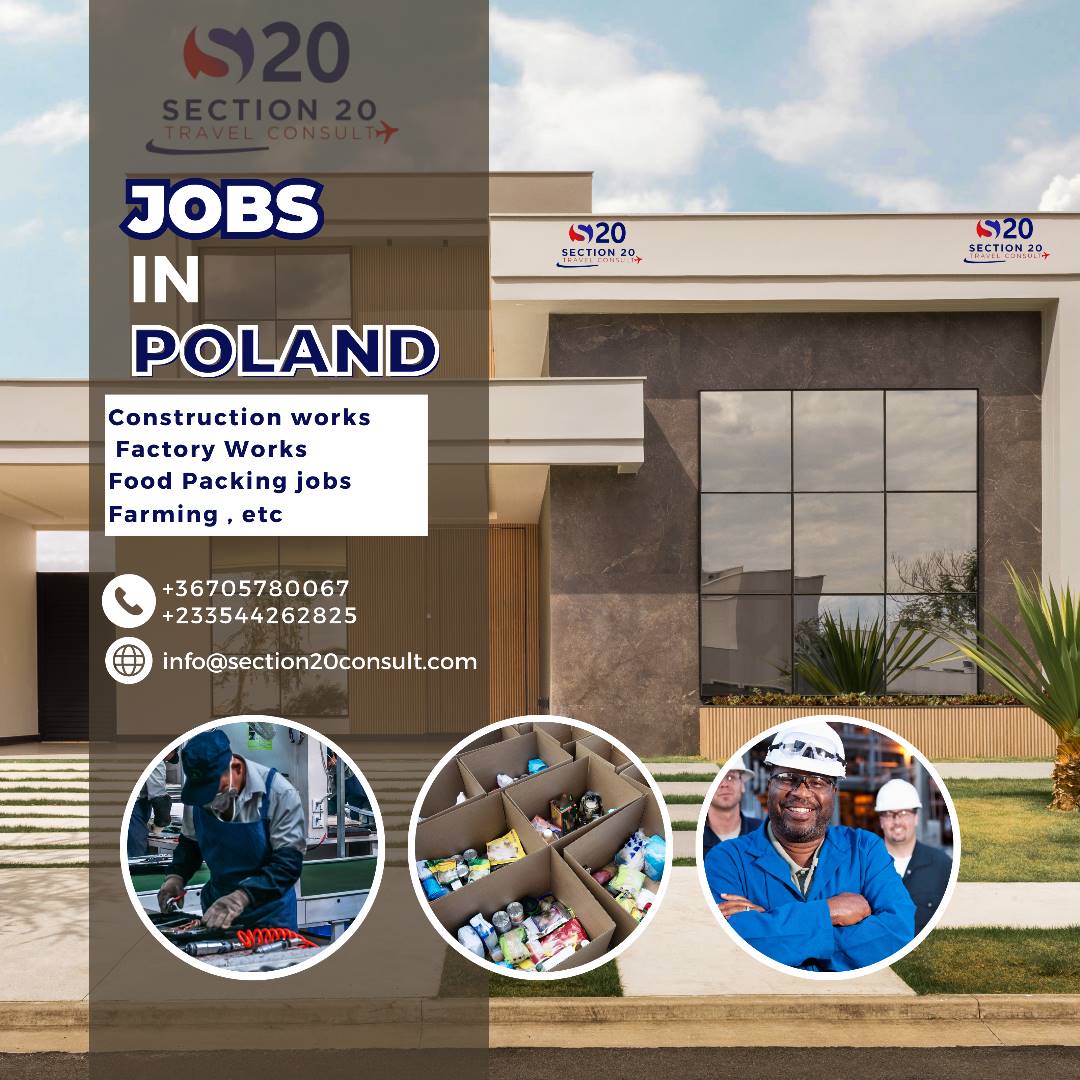 S20
SECTION 20
TRAVEL CONSULT
JOBS
IN
POLAND
S20
SECTION 20
TRAVEL CONSULT
S20
SECTION 20
TRAVEL CONSULT
Construction works
Factory Works
Food Packing jobs
Farming , etc
+36705780067
+233544262825
info@section20consult.com